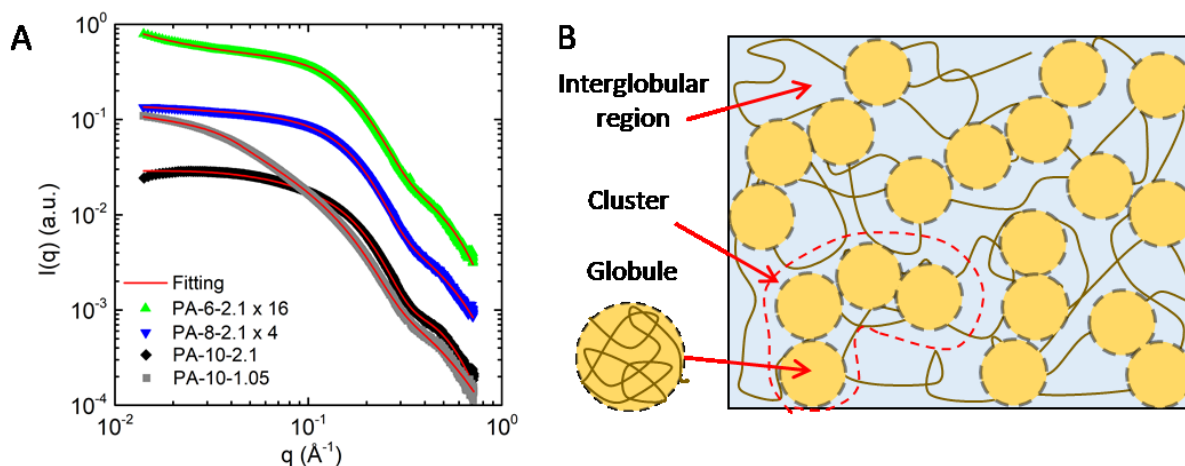 A
10⁰
10⁻¹
10⁻²
10⁻³
10⁻⁴
I(q) (a.u.)
Fitting
PA-6-2.1 x 16
PA-8-2.1 x 4
PA-10-2.1
PA-10-1.05
10⁻² 10⁻¹ 10⁰
q (Å⁻¹)
B
Interglobular
region
Cluster
Globule